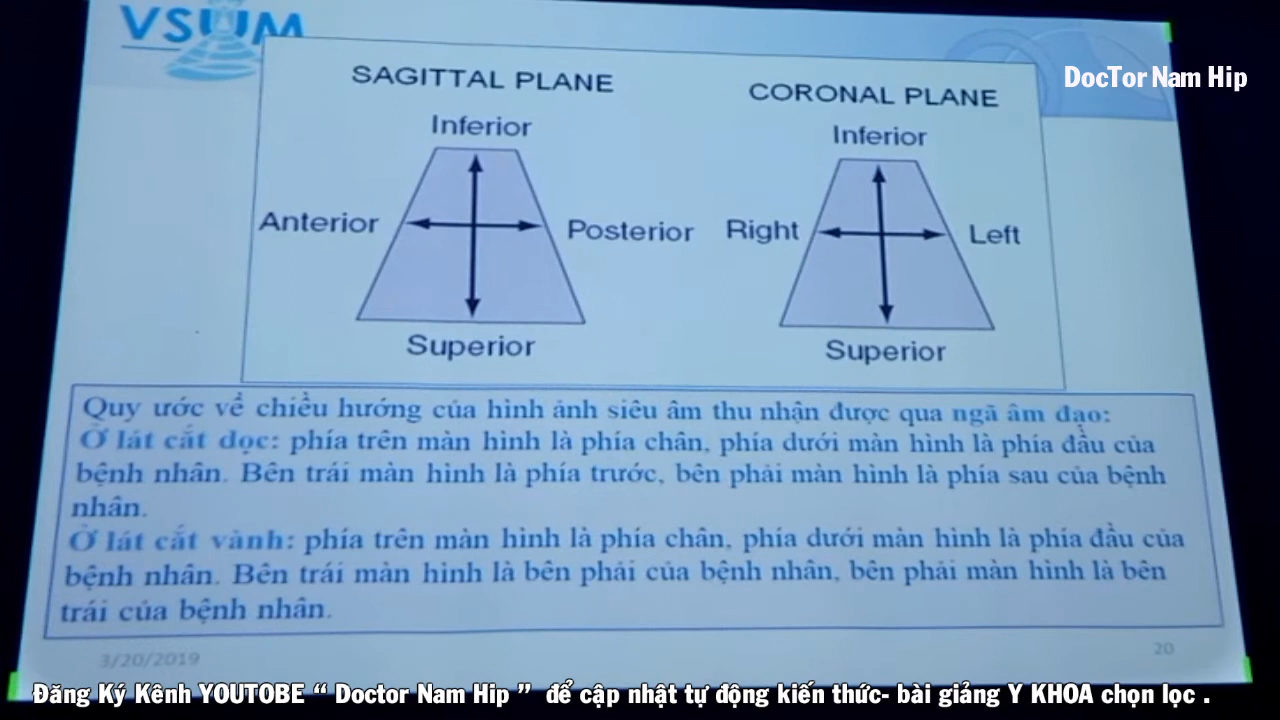 VSUM
DocTor Nam Hip
SAGITTAL PLANE
CORONAL PLANE
Inferior
Inferior
Anterior
Posterior
Right
Left
Superior
Superior
Quy ước về chiều hướng của hình ảnh siêu âm thu nhận được qua ngã âm đạo:
Ở lát cắt dọc: phía trên màn hình là phía chân, phía dưới màn hình là phía đầu của
bệnh nhân. Bên trái màn hình là phía trước, bên phải màn hình là phía sau của bệnh
nhân.
Ở lát cắt vành: phía trên màn hình là phía chân, phía dưới màn hình là phía đầu của
bệnh nhân. Bên trái màn hình là bên phải của bệnh nhân, bên phải màn hình là bên
trái của bệnh nhân.
3/20/2019
20
Đăng Ký Kênh YOUTOBE “ Doctor Nam Hip ” để cập nhật tự động kiến thức- bài giảng Y KHOA chọn lọc .